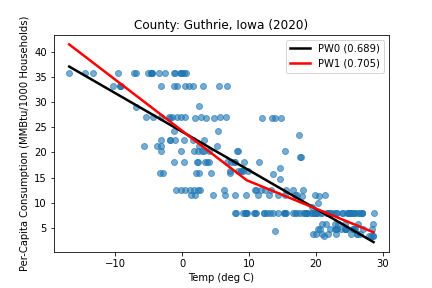 County: Guthrie, Iowa (2020)
PW0 (0.689)
PW1 (0.705)
Per-Capita Consumption (MMBtu/1000 Households)
40
35
30
25
20
15
10
5
−10
0
10
20
30
Temp (deg C)